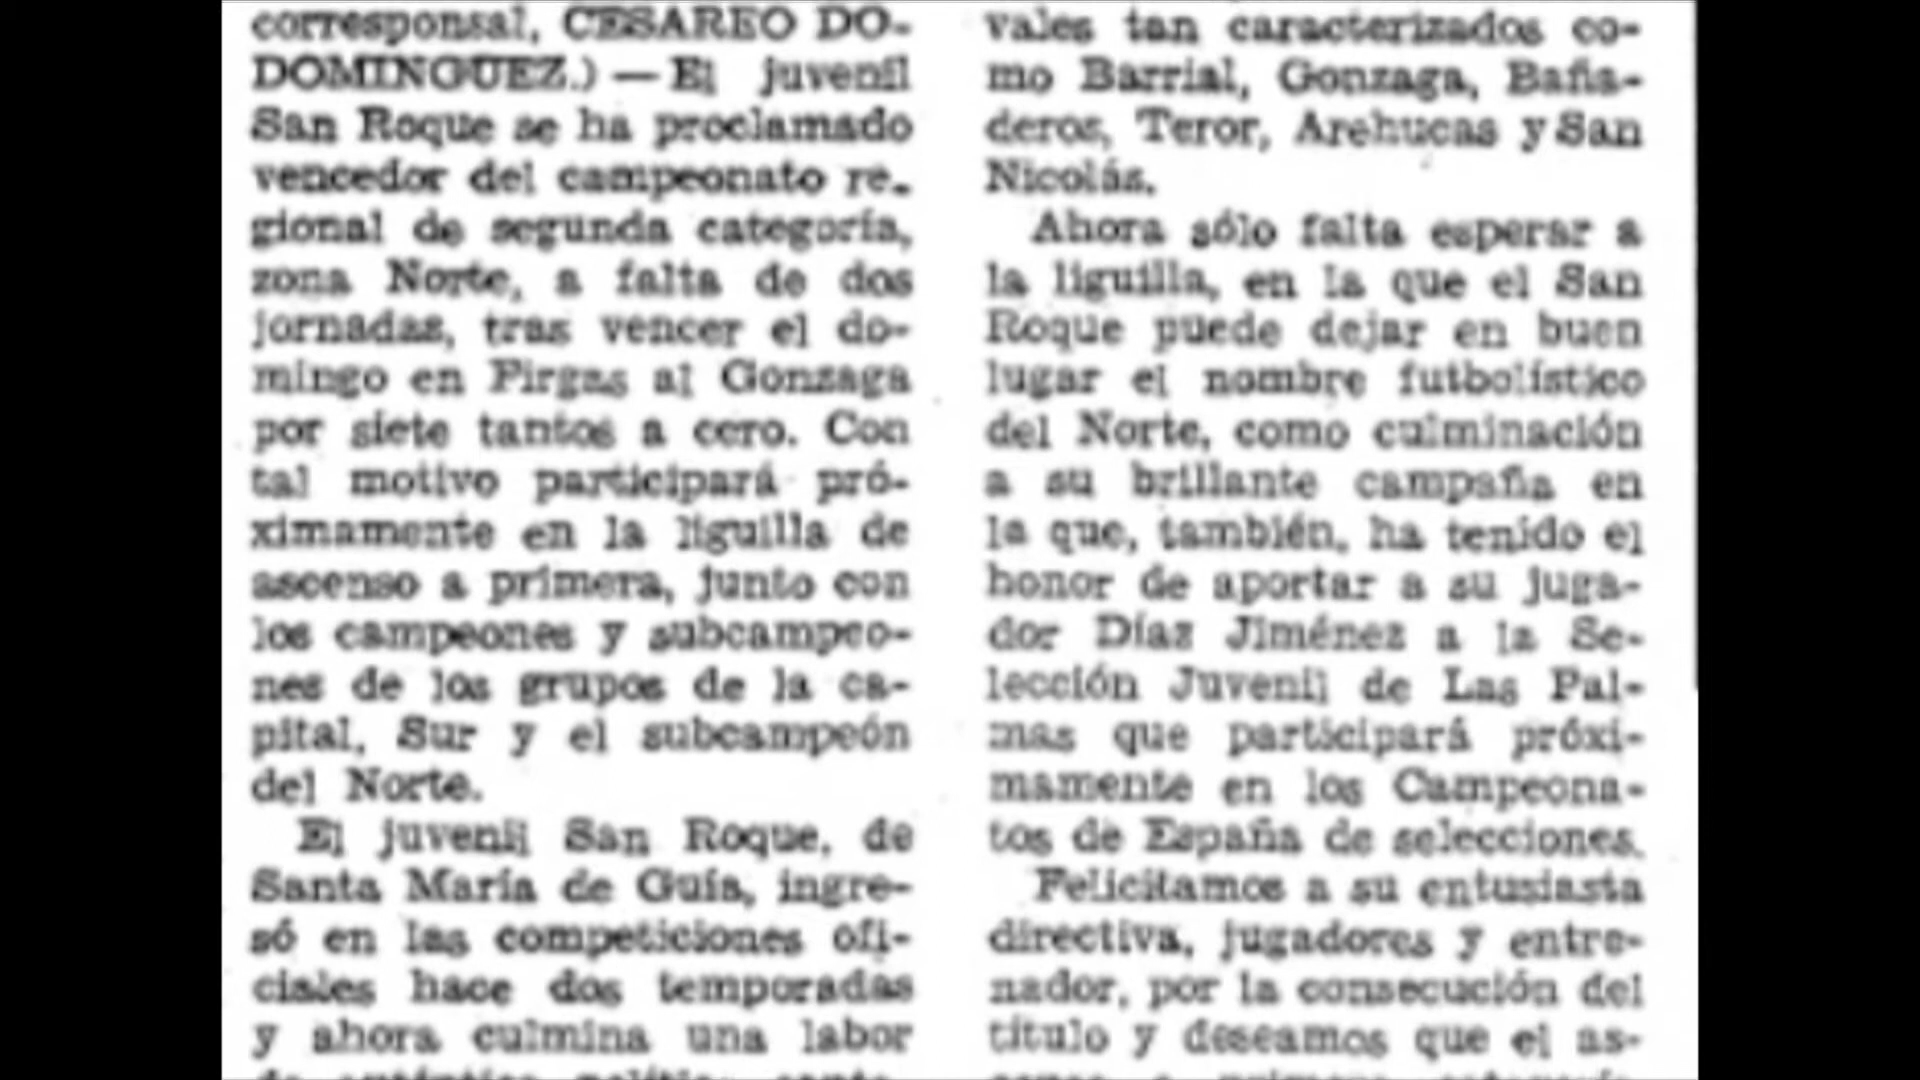 corresponsal, CESAREO DO-
DOMINGUEZ.) — El juvenil
San Roque se ha proclamado
vencedor del campeonato re-
gional de segunda categoría,
zona Norte, a falta de dos
jornadas, tras vencer el do-
mingo en Firgas al Gonzaga
por siete tantos a cero. Con
tal motivo participará pró-
ximamente en la liguilla de
ascenso a primera, junto con
los campeones y subcampeo-
nes de los grupos de la ca-
pital, Sur y el subcampeón
del Norte.
El juvenil San Roque, de
Santa María de Guía, ingre-
só en las competiciones ofi-
ciales hace dos temporadas
y ahora culmina una labor
vales tan caracterizados co-
mo Barrial, Gonzaga, Baña-
deros, Teror, Arehucas y San
Nicolás.
Ahora sólo falta esperar a
la liguilla, en la que el San
Roque puede dejar en buen
lugar el nombre futbolístico
del Norte, como culminación
a su brillante campaña en
la que, también, ha tenido el
honor de aportar a su juga-
dor Díaz Jiménez a la Se-
lección Juvenil de Las Pal-
mas que participará próxi-
mamente en los Campeona-
tos de España de selecciones.
Felicitamos a su entusiasta
directiva, jugadores y entre-
nador, por la consecución del
título y deseamos que el as-